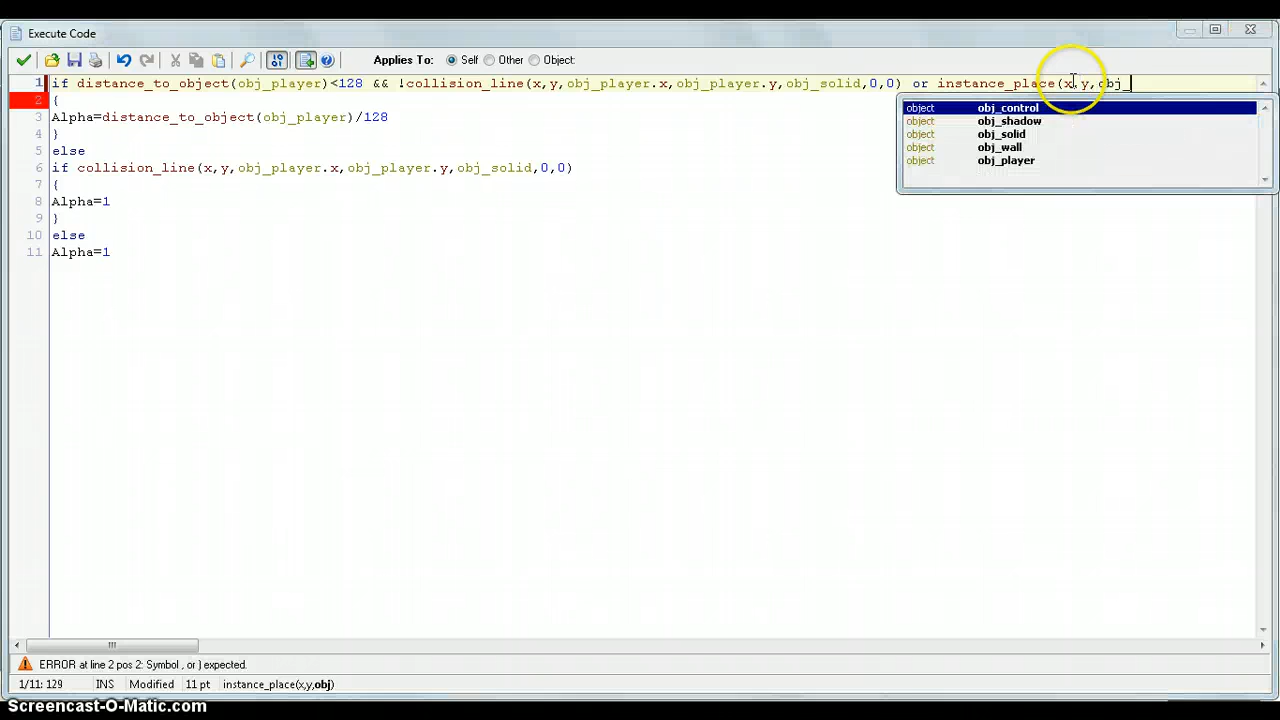 Execute Code
Applies To: Self Other Object:
1 if distance_to_object(obj_player)<128 && !collision_line(x,y,obj_player.x,obj_player.y,obj_solid,0,0) or instance_place(x,y,obj_
2 {
object obj_control
object obj_shadow
object obj_solid
object obj_wall
object obj_player
3 Alpha=distance_to_object(obj_player)/128
4 }
5 else
6 if collision_line(x,y,obj_player.x,obj_player.y,obj_solid,0,0)
7 {
8 Alpha=1
9 }
10 else
11 Alpha=1
ERROR at line 2 pos 2: Symbol , or ) expected.
1/11: 129 INS Modified 11 pt instance_place(x,y,obj)
Screencast-O-Matic.com